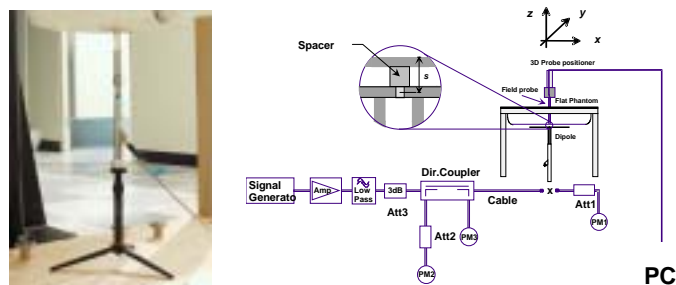 z
y
x
3D Probe positioner
Spacer
s
Field probe
Flat Phantom
Dipole
Signal
Generato
Amp
Low
Pass
3dB
Att3
Dir.Coupler
Cable
x
Att1
PM1
Att2
PM3
PM2
PC